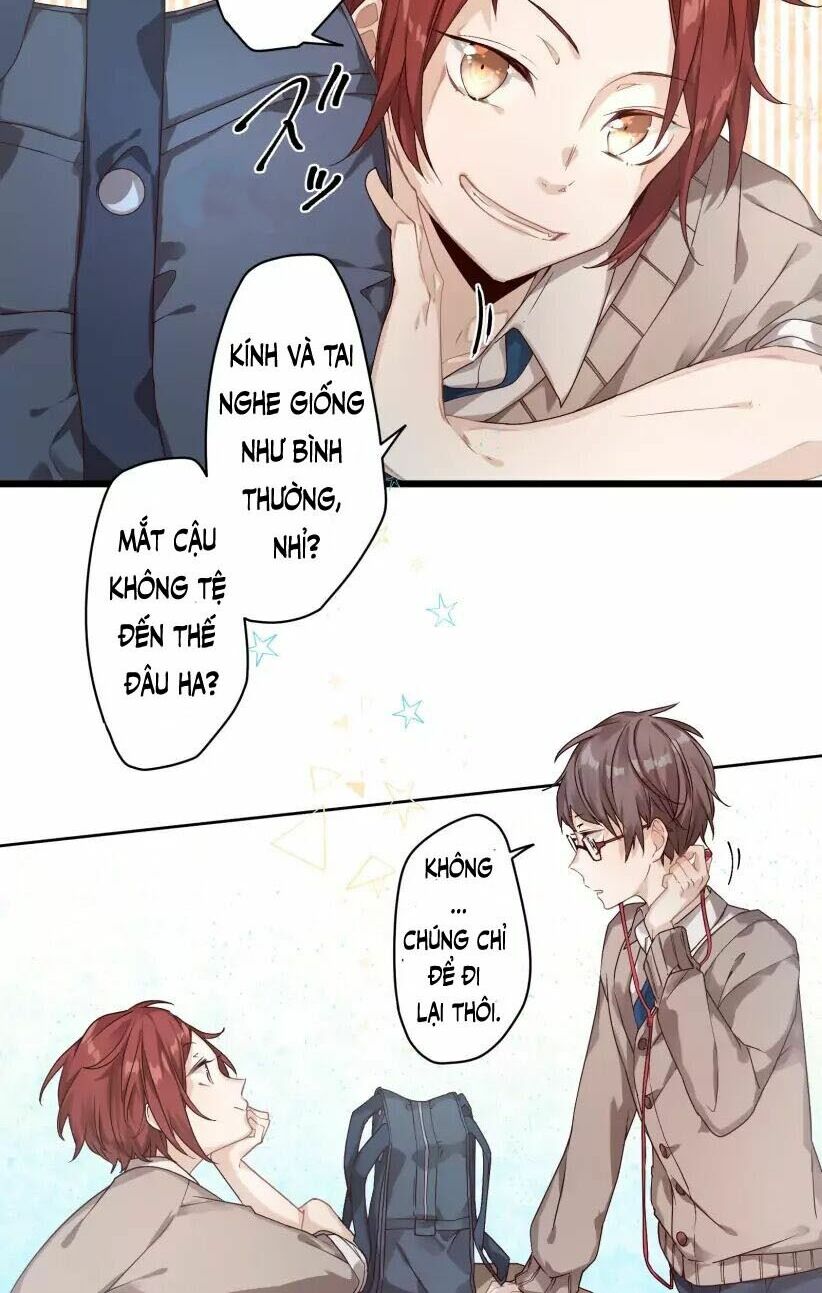 ズ
ッ
KÍNH VÀ TAI
NGHE GIỐNG
NHƯ BÌNH
THƯỜNG,
NHỈ?
MẮT CẬU
KHÔNG TỆ
ĐẾN THẾ
ĐÂU HA?
KHÔNG
...
CHÚNG CHỈ
ĐỂ ĐI
LẠI THÔI.